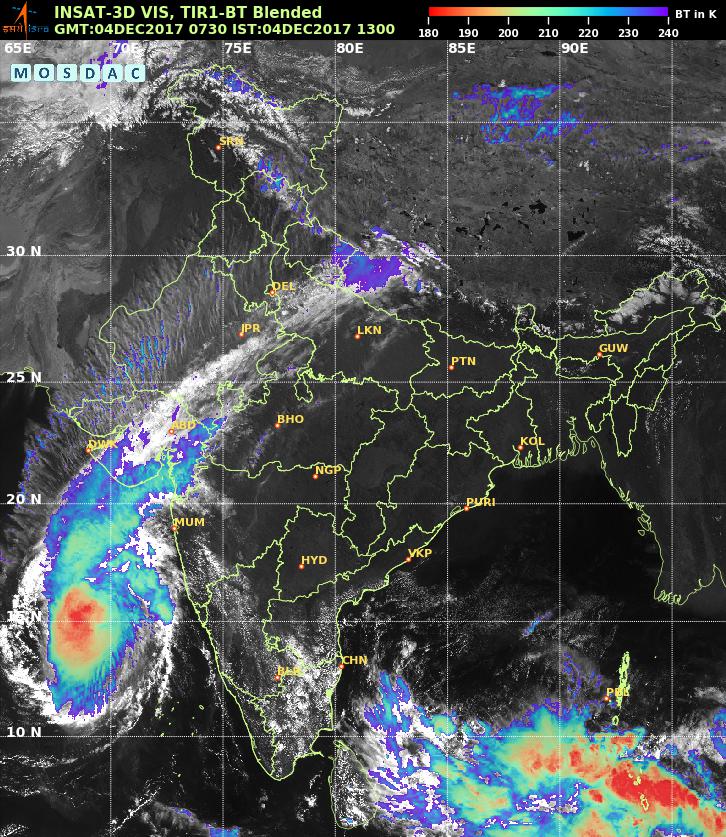 INSAT-3D VIS, TIR1-BT Blended
GMT:04DEC2017 0730 IST:04DEC2017 1300
BT in K
180 190 200 210 220 230 240
65E 70E 75E 80E 85E 90E
MOSDAC
SRN
30 N
DEL
JPR
LKN
GUW
PTN
25 N
ABD
BHO
DWK
KOL
NGP
20 N
PURI
MUM
VKP
HYD
15 N
CHN
BLR
PBL
10 N